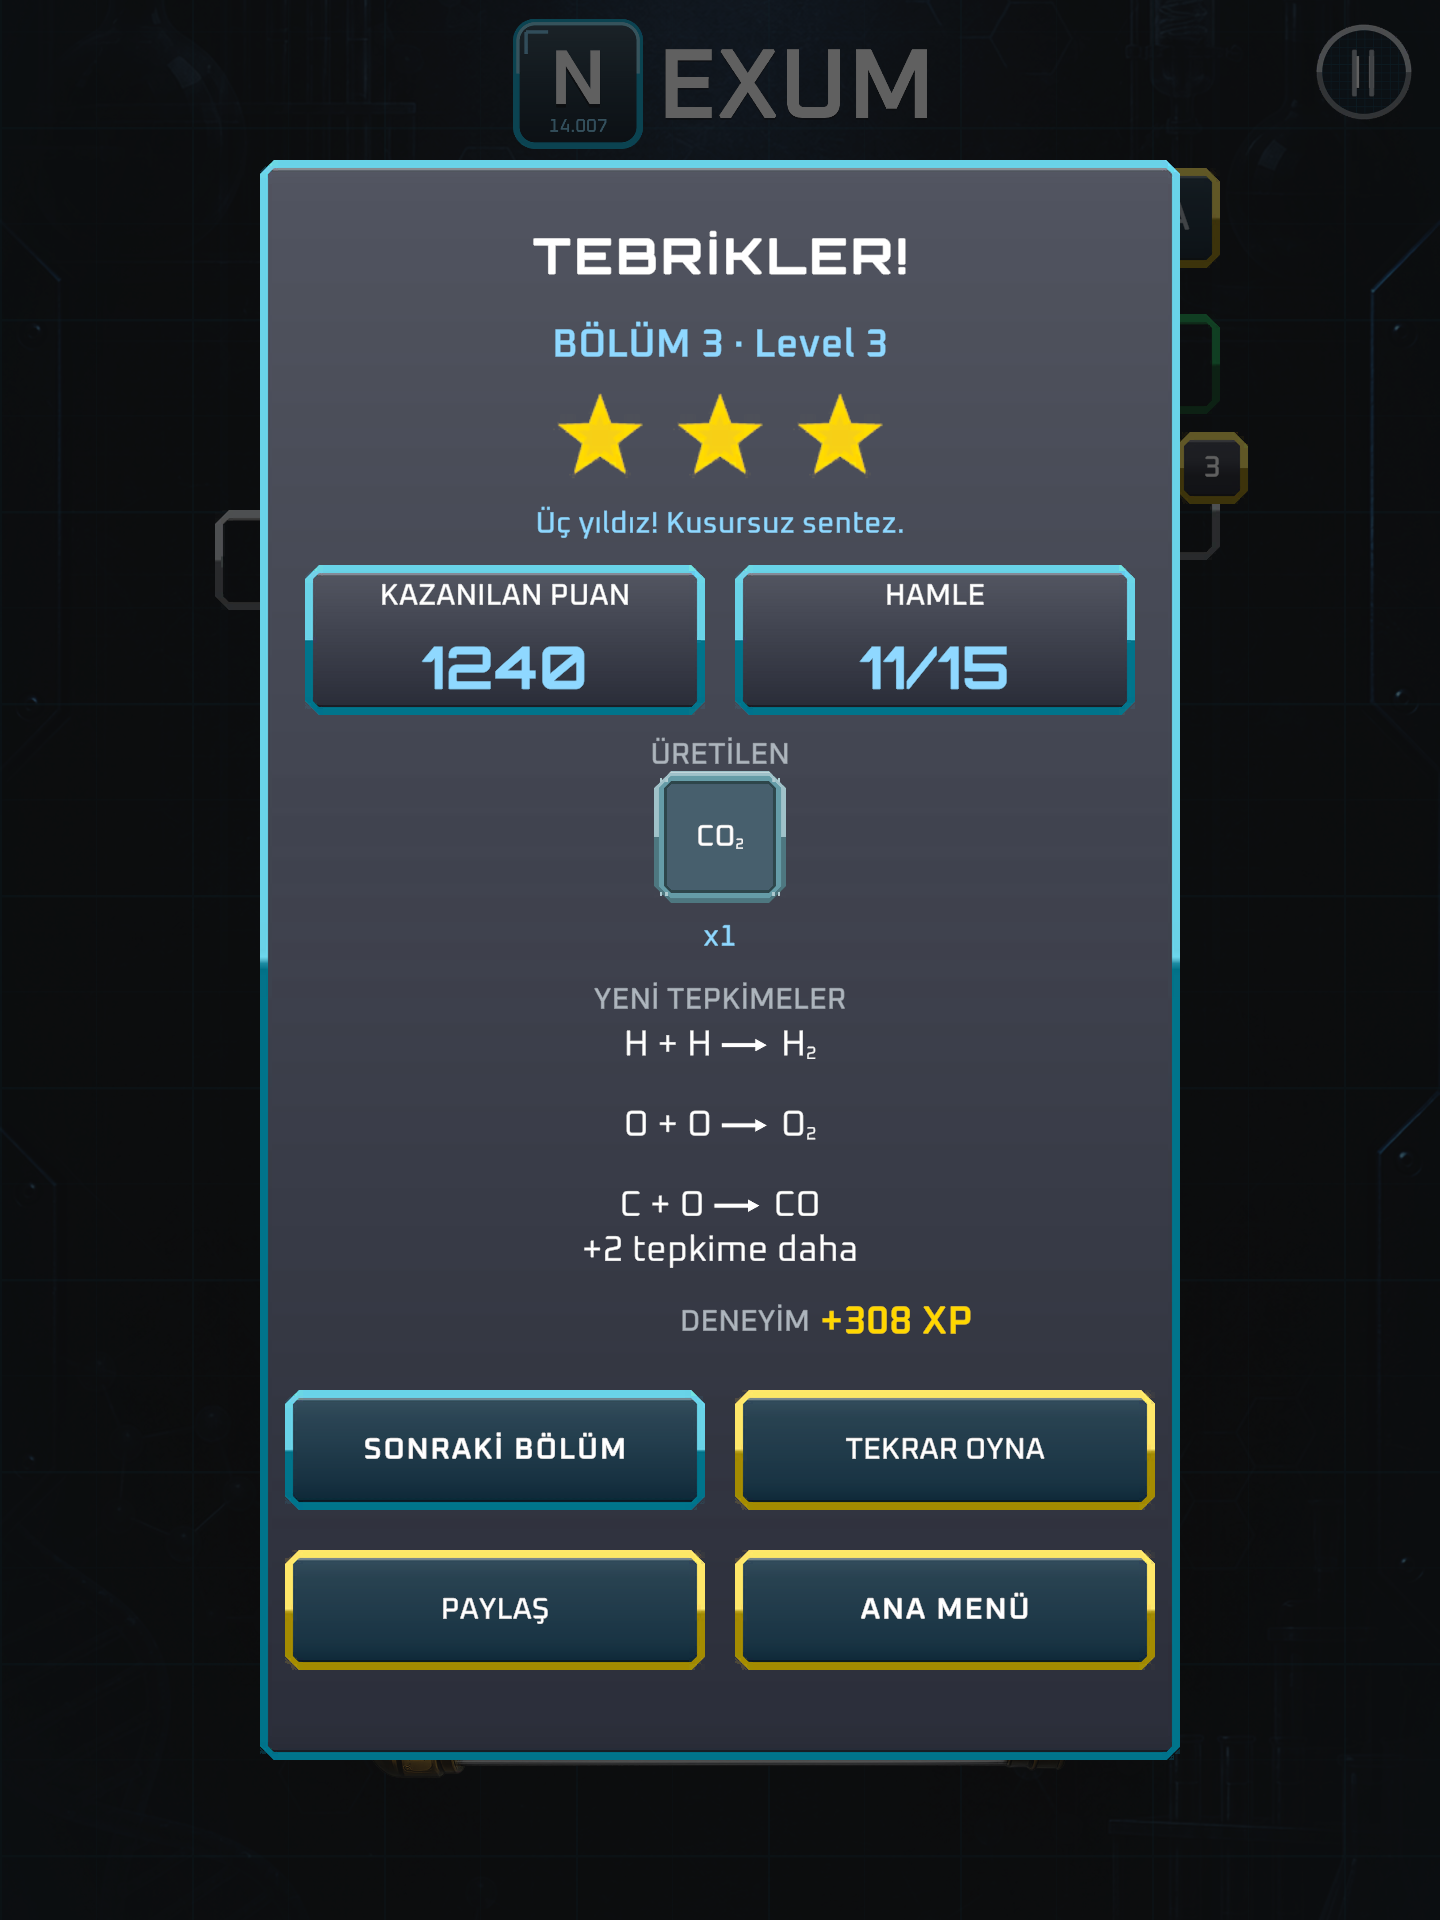 N EXUM
14.007
TEBRİKLER!
BÖLÜM 3 · Level 3
Üç yıldız! Kusursuz sentez.
3
KAZANILAN PUAN
1240
HAMLE
11/15
ÜRETİLEN
CO₂
x1
YENİ TEPKİMELER
H + H ⟶ H₂
O + O ⟶ O₂
C + O ⟶ CO
+2 tepkime daha
DENEYİM +308 XP
SONRAKİ BÖLÜM
TEKRAR OYNA
PAYLAŞ
ANA MENÜ